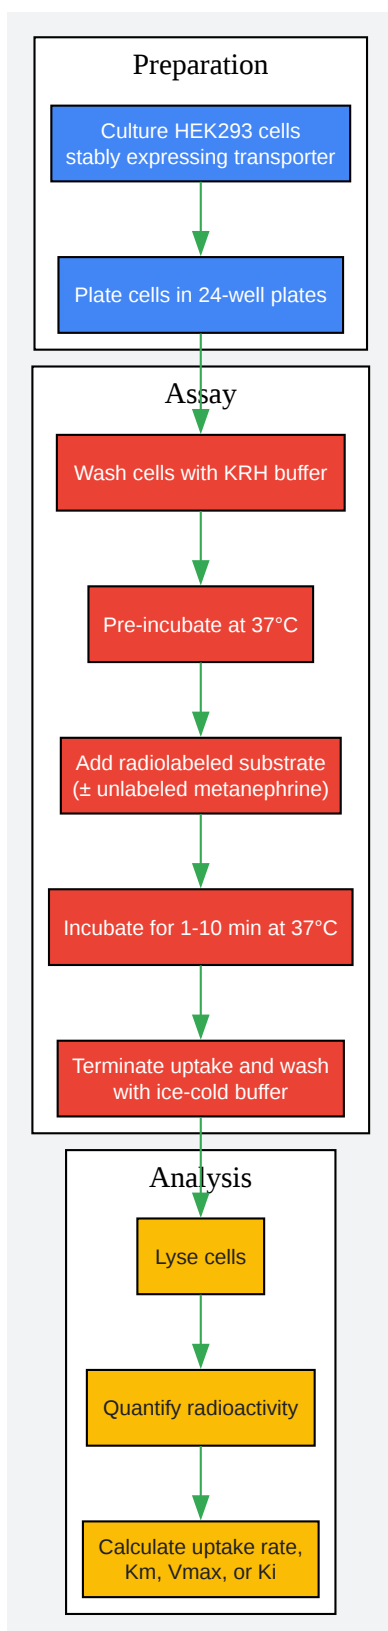 Preparation
Culture HEK293 cells
stably expressing transporter
Plate cells in 24-well plates
Assay
Wash cells with KRH buffer
Pre-incubate at 37°C
Add radiolabeled substrate
(± unlabeled metanephrine)
Incubate for 1-10 min at 37°C
Terminate uptake and wash
with ice-cold buffer
Analysis
Lyse cells
Quantify radioactivity
Calculate uptake rate,
Km, Vmax, or Ki